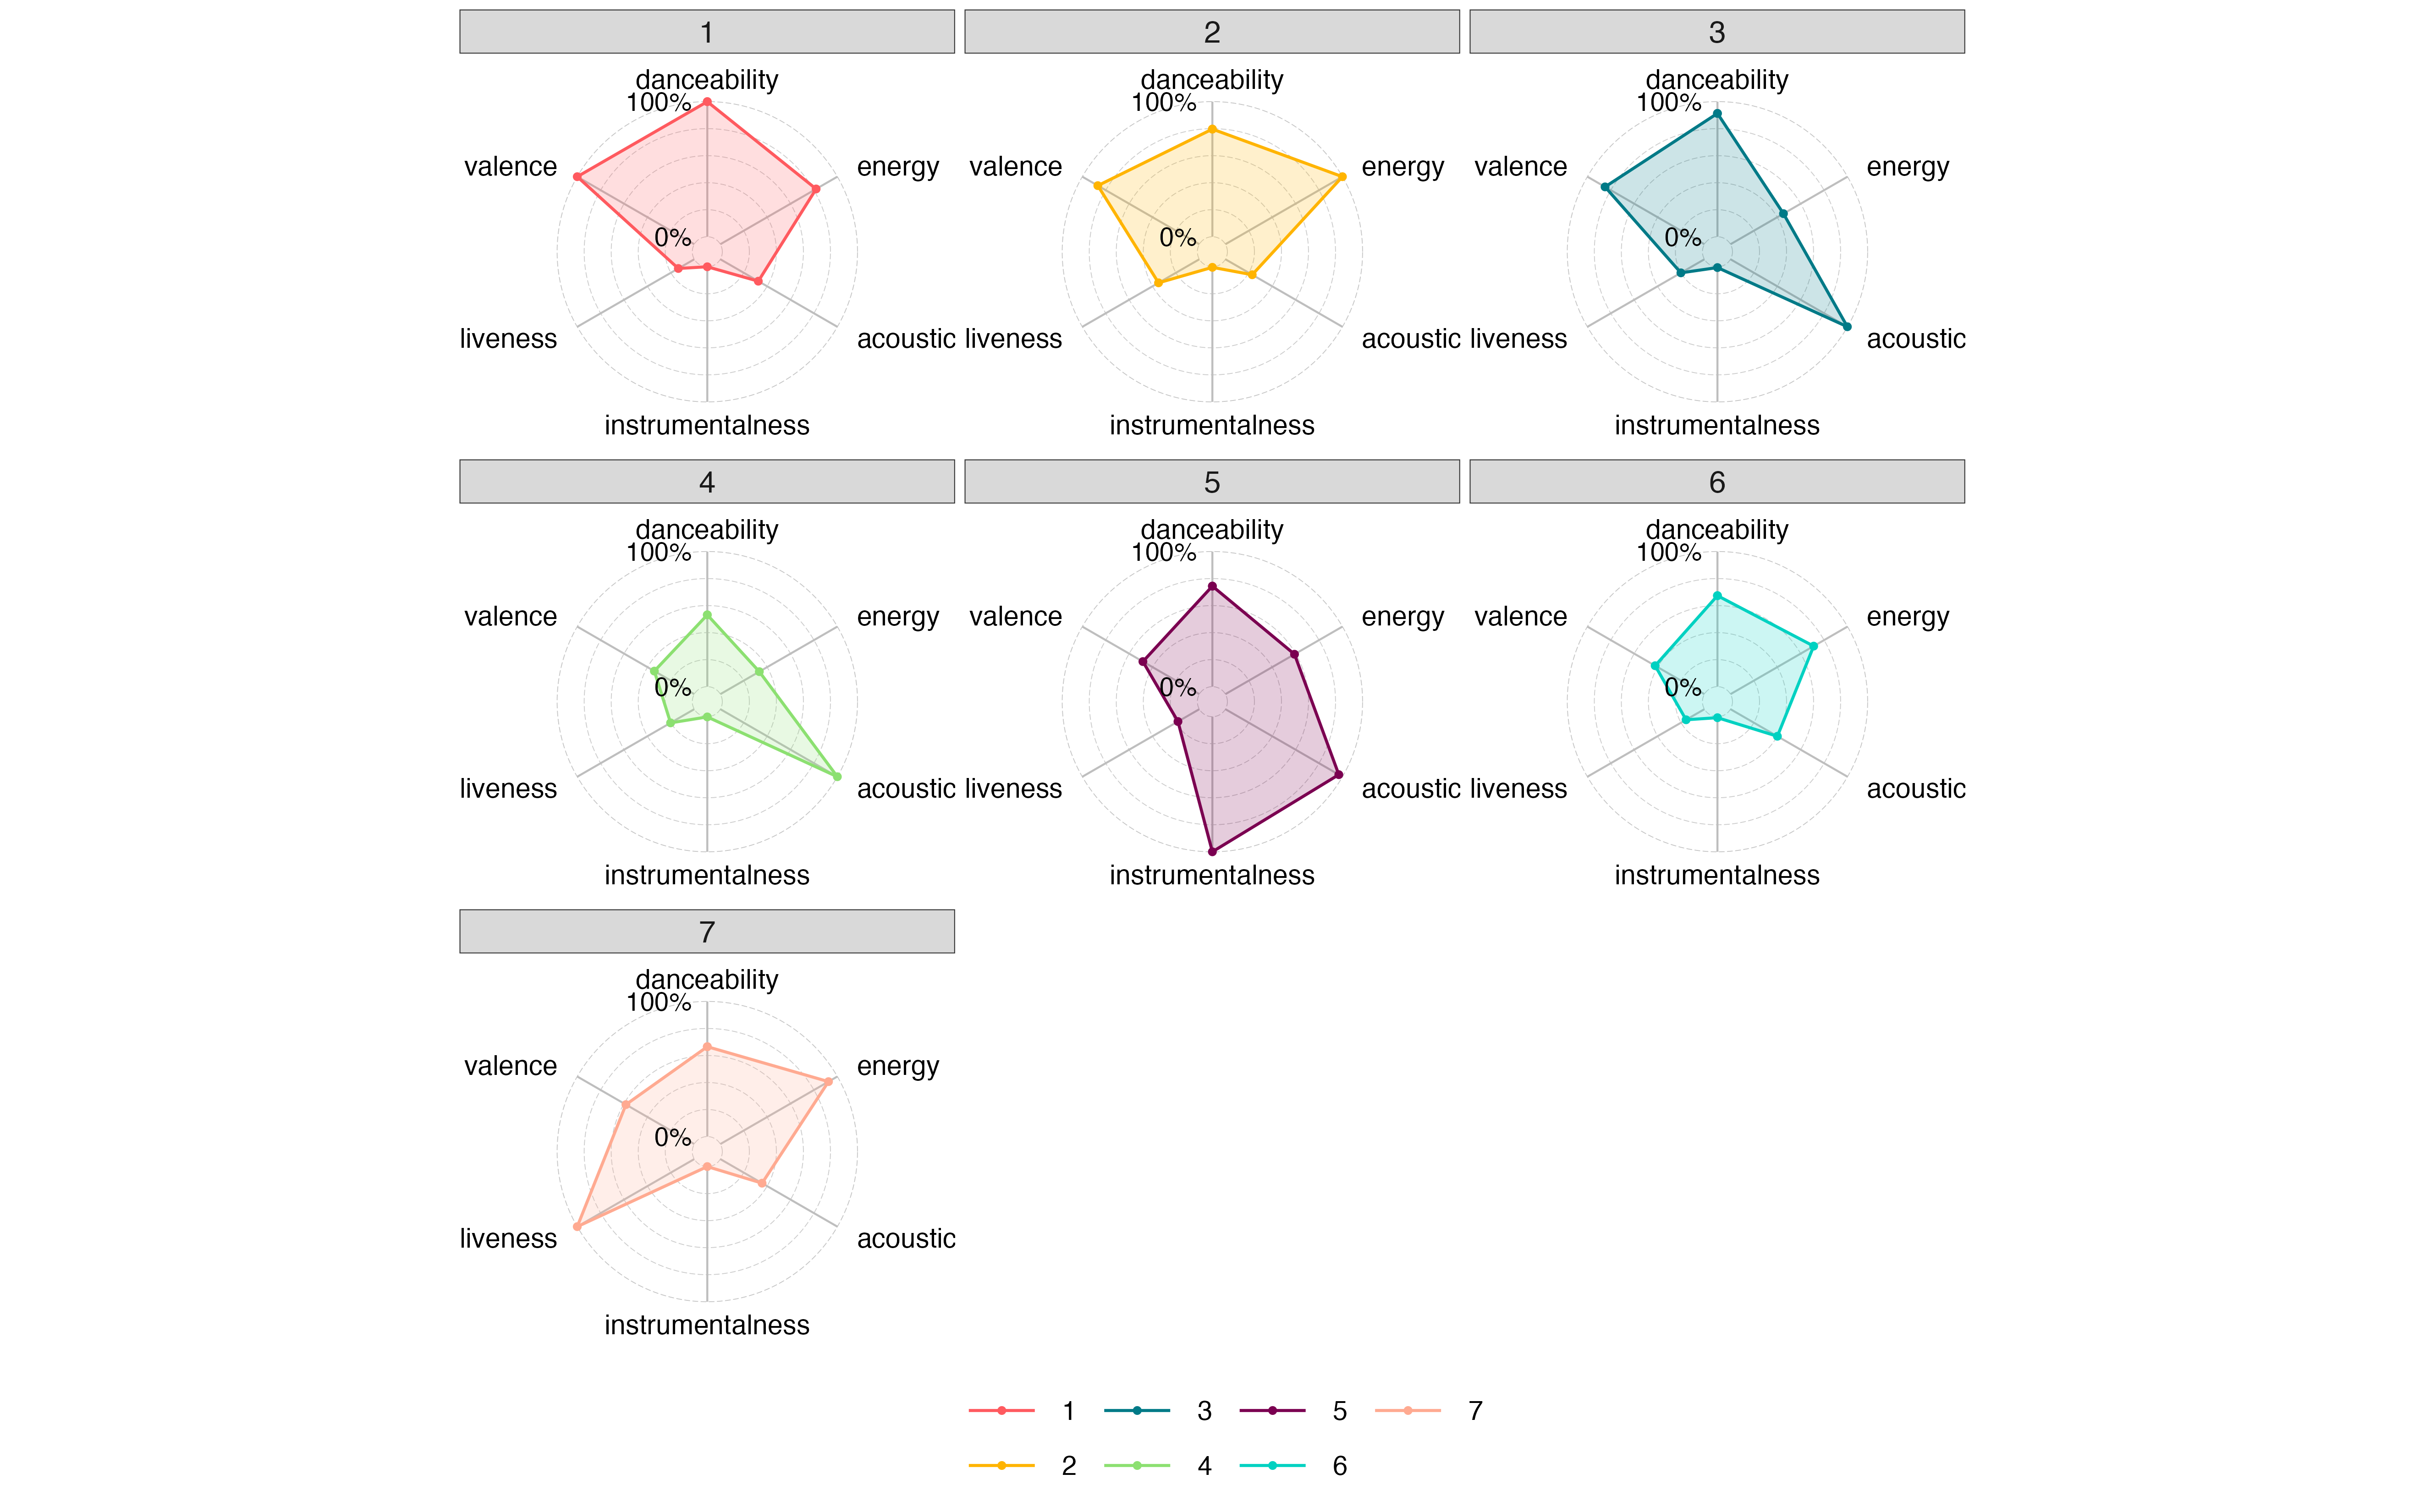 1 2 3
danceability danceability danceability
100% 100% 100%
valence energy valence energy valence energy
0% 0% 0%
liveness acoustic liveness acoustic liveness acoustic
instrumentalness instrumentalness instrumentalness
4 5 6
danceability danceability danceability
100% 100% 100%
valence energy valence energy valence energy
0% 0% 0%
liveness acoustic liveness acoustic liveness acoustic
instrumentalness instrumentalness instrumentalness
7
danceability
100%
valence energy
0%
liveness acoustic
instrumentalness
1 3 5 7
2 4 6